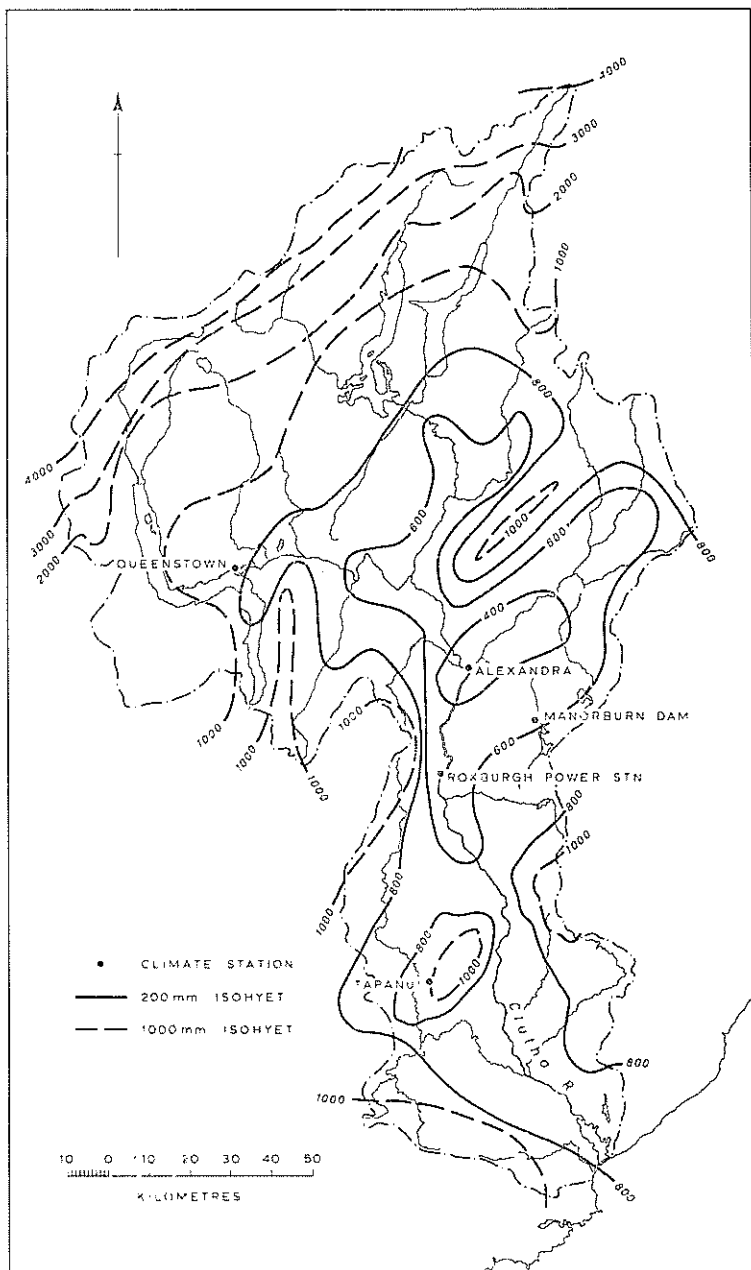 4000
3000
2000
1000
800
600
1000
600
800
4000
3000
2000
QUEENSTOWN
400
ALEXANDRA
MANORBURN DAM
1000
1000
1000
1000
600
ROXBURGH POWER STN
800
1000
800
1000
800
1000
TAPANUI
CLIMATE STATION
200 mm ISOHYET
1000 mm ISOHYET
Clutha R
800
1000
800
10 0 10 20 30 40 50
KILOMETRES